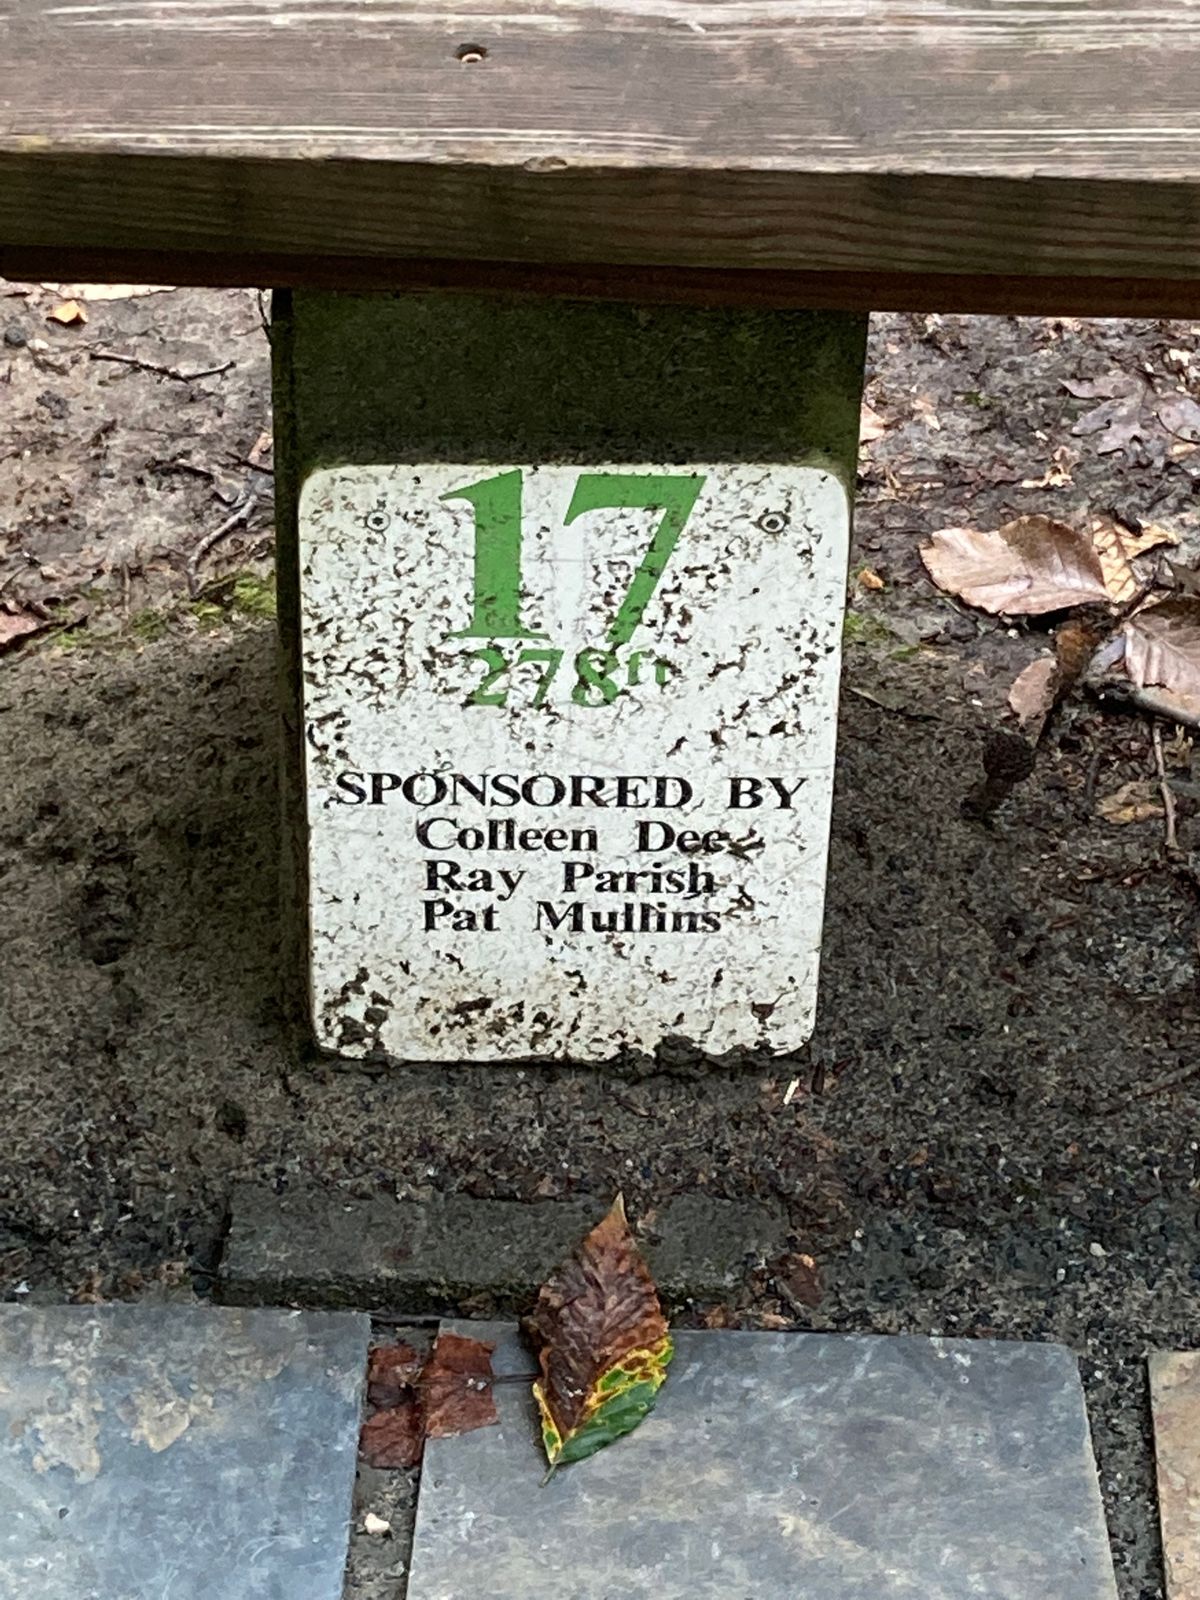 17
278ft
SPONSORED BY
Colleen Dee
Ray Parish
Pat Mullins